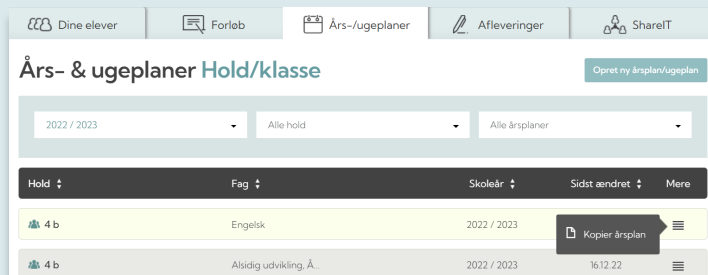 Dine elever Forløb Års-/ugeplaner Afleveringer ShareIT
Års- & ugeplaner Hold/klasse
Opret ny årsplan/ugeplan
2022 / 2023 Alle hold Alle årsplaner
Hold Fag Skoleår Sidst ændret Mere
4 b Engelsk 2022 / 2023 Kopier årsplan
4 b Alsidig udvikling, Å... 2022 / 2023 16.12.22